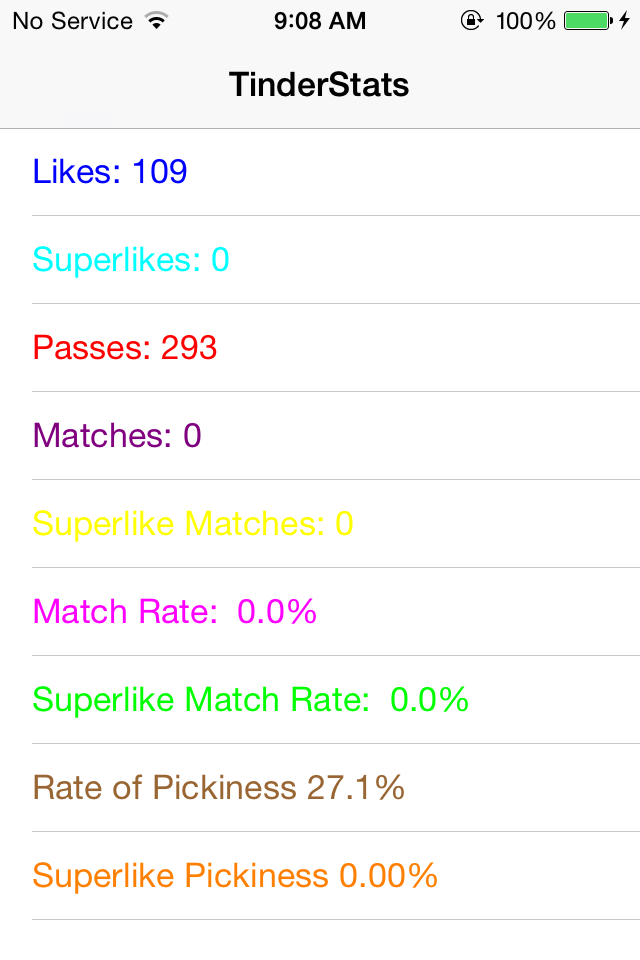 No Service 9:08 AM 100%
TinderStats
Likes: 109
Superlikes: 0
Passes: 293
Matches: 0
Superlike Matches: 0
Match Rate:  0.0%
Superlike Match Rate:  0.0%
Rate of Pickiness 27.1%
Superlike Pickiness 0.00%